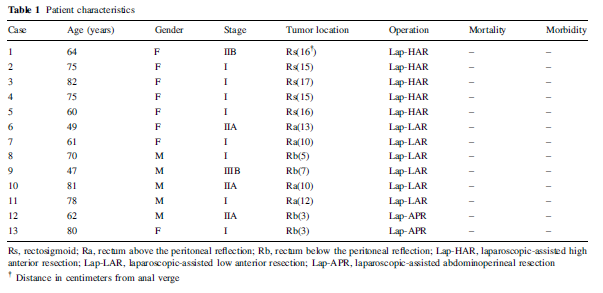 Table 1 Patient characteristics
Case Age (years) Gender Stage Tumor location Operation Mortality Morbidity
1 64 F IIB Rs(16†) Lap-HAR – –
2 75 F I Rs(15) Lap-HAR – –
3 82 F I Rs(17) Lap-HAR – –
4 75 F I Rs(15) Lap-HAR – –
5 60 F I Rs(16) Lap-HAR – –
6 49 F IIA Ra(13) Lap-LAR – –
7 61 F I Ra(10) Lap-LAR – –
8 70 M I Rb(5) Lap-LAR – –
9 47 M IIIB Rb(7) Lap-LAR – –
10 81 M IIA Ra(10) Lap-LAR – –
11 78 M I Ra(12) Lap-LAR – –
12 62 M IIA Rb(3) Lap-APR – –
13 80 F I Rb(3) Lap-APR – –
Rs, rectosigmoid; Ra, rectum above the peritoneal reflection; Rb, rectum below the peritoneal reflection; Lap-HAR, laparoscopic-assisted high
anterior resection; Lap-LAR, laparoscopic-assisted low anterior resection; Lap-APR, laparoscopic-assisted abdominoperineal resection
† Distance in centimeters from anal verge